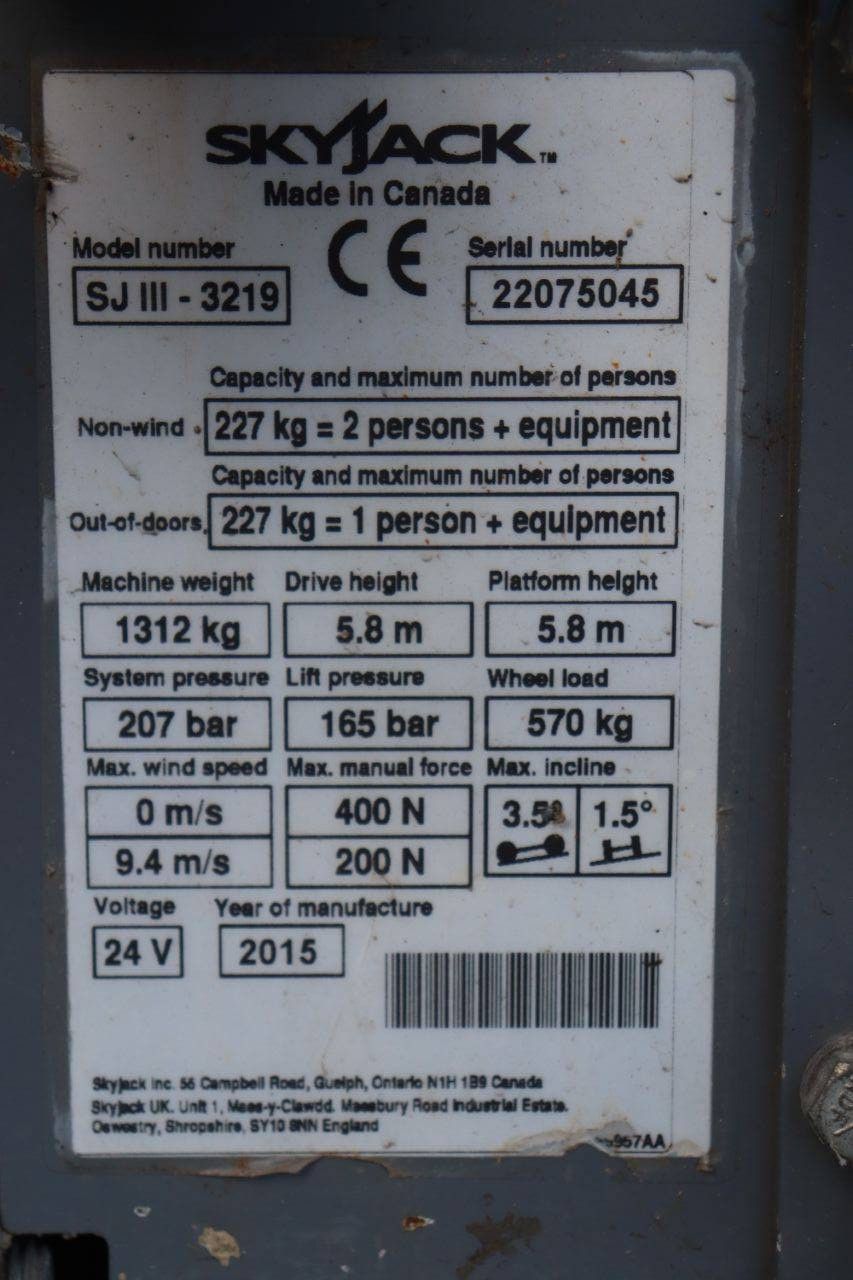 SKYJACK™
Made in Canada
CE
Model number
SJ III - 3219
Serial number
22075045
Capacity and maximum number of persons
Non-wind 227 kg = 2 persons + equipment
Capacity and maximum number of persons
Out-of-doors 227 kg = 1 person + equipment
Machine weight Drive height Platform height
1312 kg 5.8 m 5.8 m
System pressure Lift pressure Wheel load
207 bar 165 bar 570 kg
Max. wind speed Max. manual force Max. incline
0 m/s 400 N 3.5° 1.5°
9.4 m/s 200 N
Voltage Year of manufacture
24 V 2015
Skyjack Inc. 56 Campbell Road, Guelph, Ontario N1H 1B9 Canada
Skyjack UK. Unit 1, Maes-y-Clawdd. Maesbury Road Industrial Estate.
Oswestry, Shropshire, SY10 8NN England